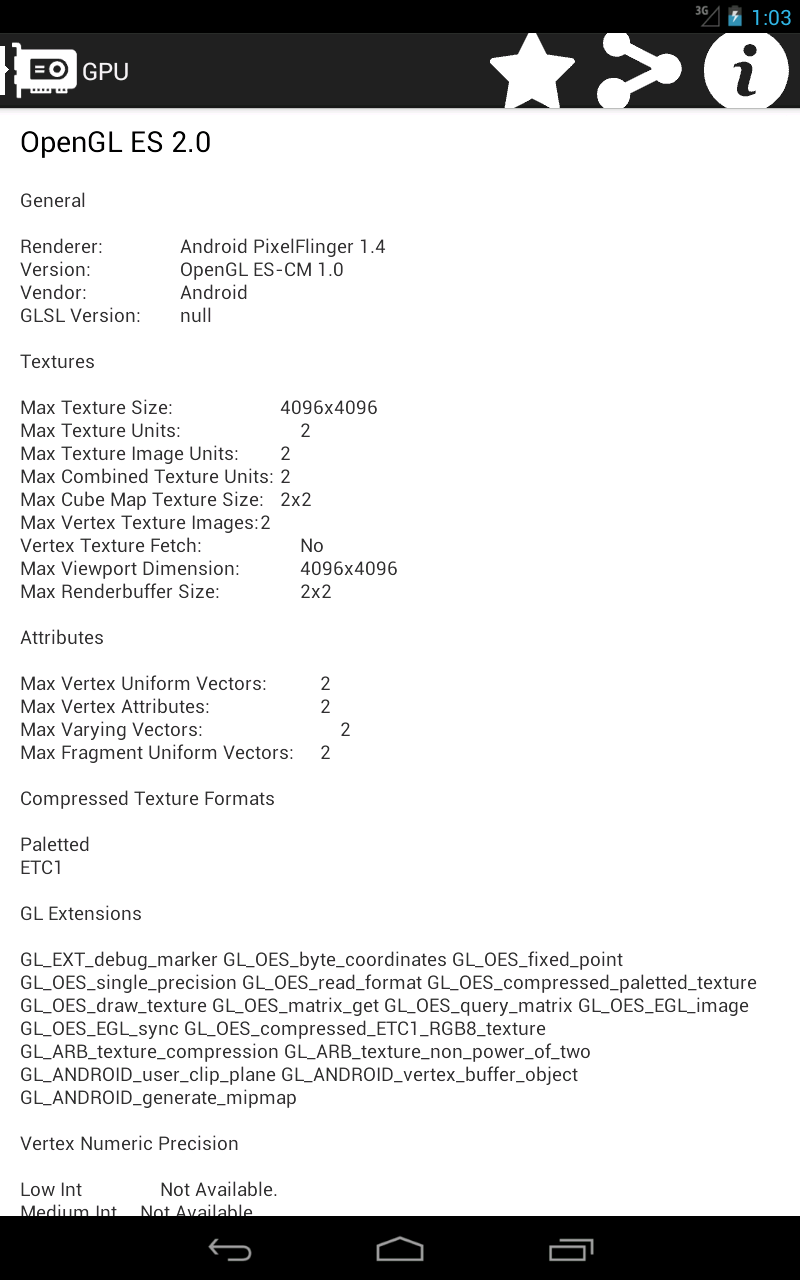 3G 1:03
GPU
OpenGL ES 2.0
General
Renderer: Android PixelFlinger 1.4
Version: OpenGL ES-CM 1.0
Vendor: Android
GLSL Version: null
Textures
Max Texture Size: 4096x4096
Max Texture Units: 2
Max Texture Image Units: 2
Max Combined Texture Units: 2
Max Cube Map Texture Size: 2x2
Max Vertex Texture Images:2
Vertex Texture Fetch: No
Max Viewport Dimension: 4096x4096
Max Renderbuffer Size: 2x2
Attributes
Max Vertex Uniform Vectors: 2
Max Vertex Attributes: 2
Max Varying Vectors: 2
Max Fragment Uniform Vectors: 2
Compressed Texture Formats
Paletted
ETC1
GL Extensions
GL_EXT_debug_marker GL_OES_byte_coordinates GL_OES_fixed_point
GL_OES_single_precision GL_OES_read_format GL_OES_compressed_paletted_texture
GL_OES_draw_texture GL_OES_matrix_get GL_OES_query_matrix GL_OES_EGL_image
GL_OES_EGL_sync GL_OES_compressed_ETC1_RGB8_texture
GL_ARB_texture_compression GL_ARB_texture_non_power_of_two
GL_ANDROID_user_clip_plane GL_ANDROID_vertex_buffer_object
GL_ANDROID_generate_mipmap
Vertex Numeric Precision
Low Int Not Available.
Medium Int Not Available